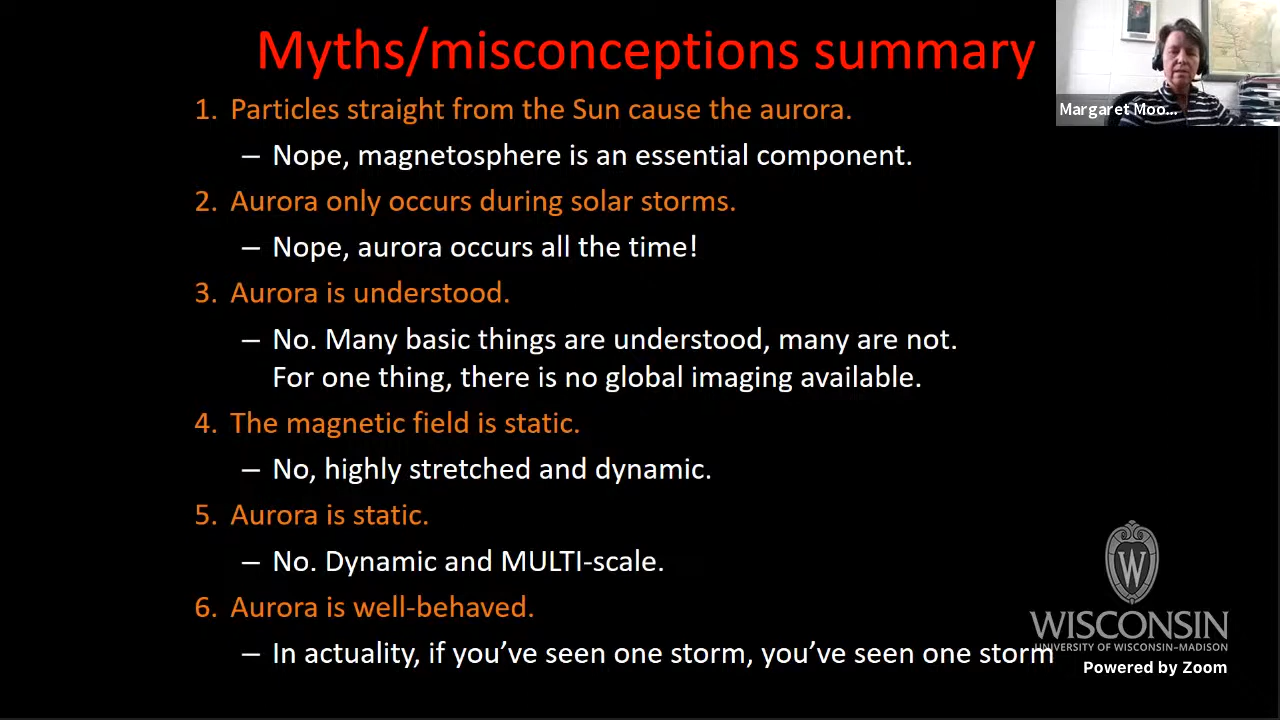 Myths/misconceptions summary
Margaret Moo...
1. Particles straight from the Sun cause the aurora.
– Nope, magnetosphere is an essential component.
2. Aurora only occurs during solar storms.
– Nope, aurora occurs all the time!
3. Aurora is understood.
– No. Many basic things are understood, many are not.
For one thing, there is no global imaging available.
4. The magnetic field is static.
– No, highly stretched and dynamic.
5. Aurora is static.
– No. Dynamic and MULTI-scale.
6. Aurora is well-behaved.
– In actuality, if you’ve seen one storm, you’ve seen one storm
W
WISCONSIN
UNIVERSITY OF WISCONSIN–MADISON
Powered by Zoom